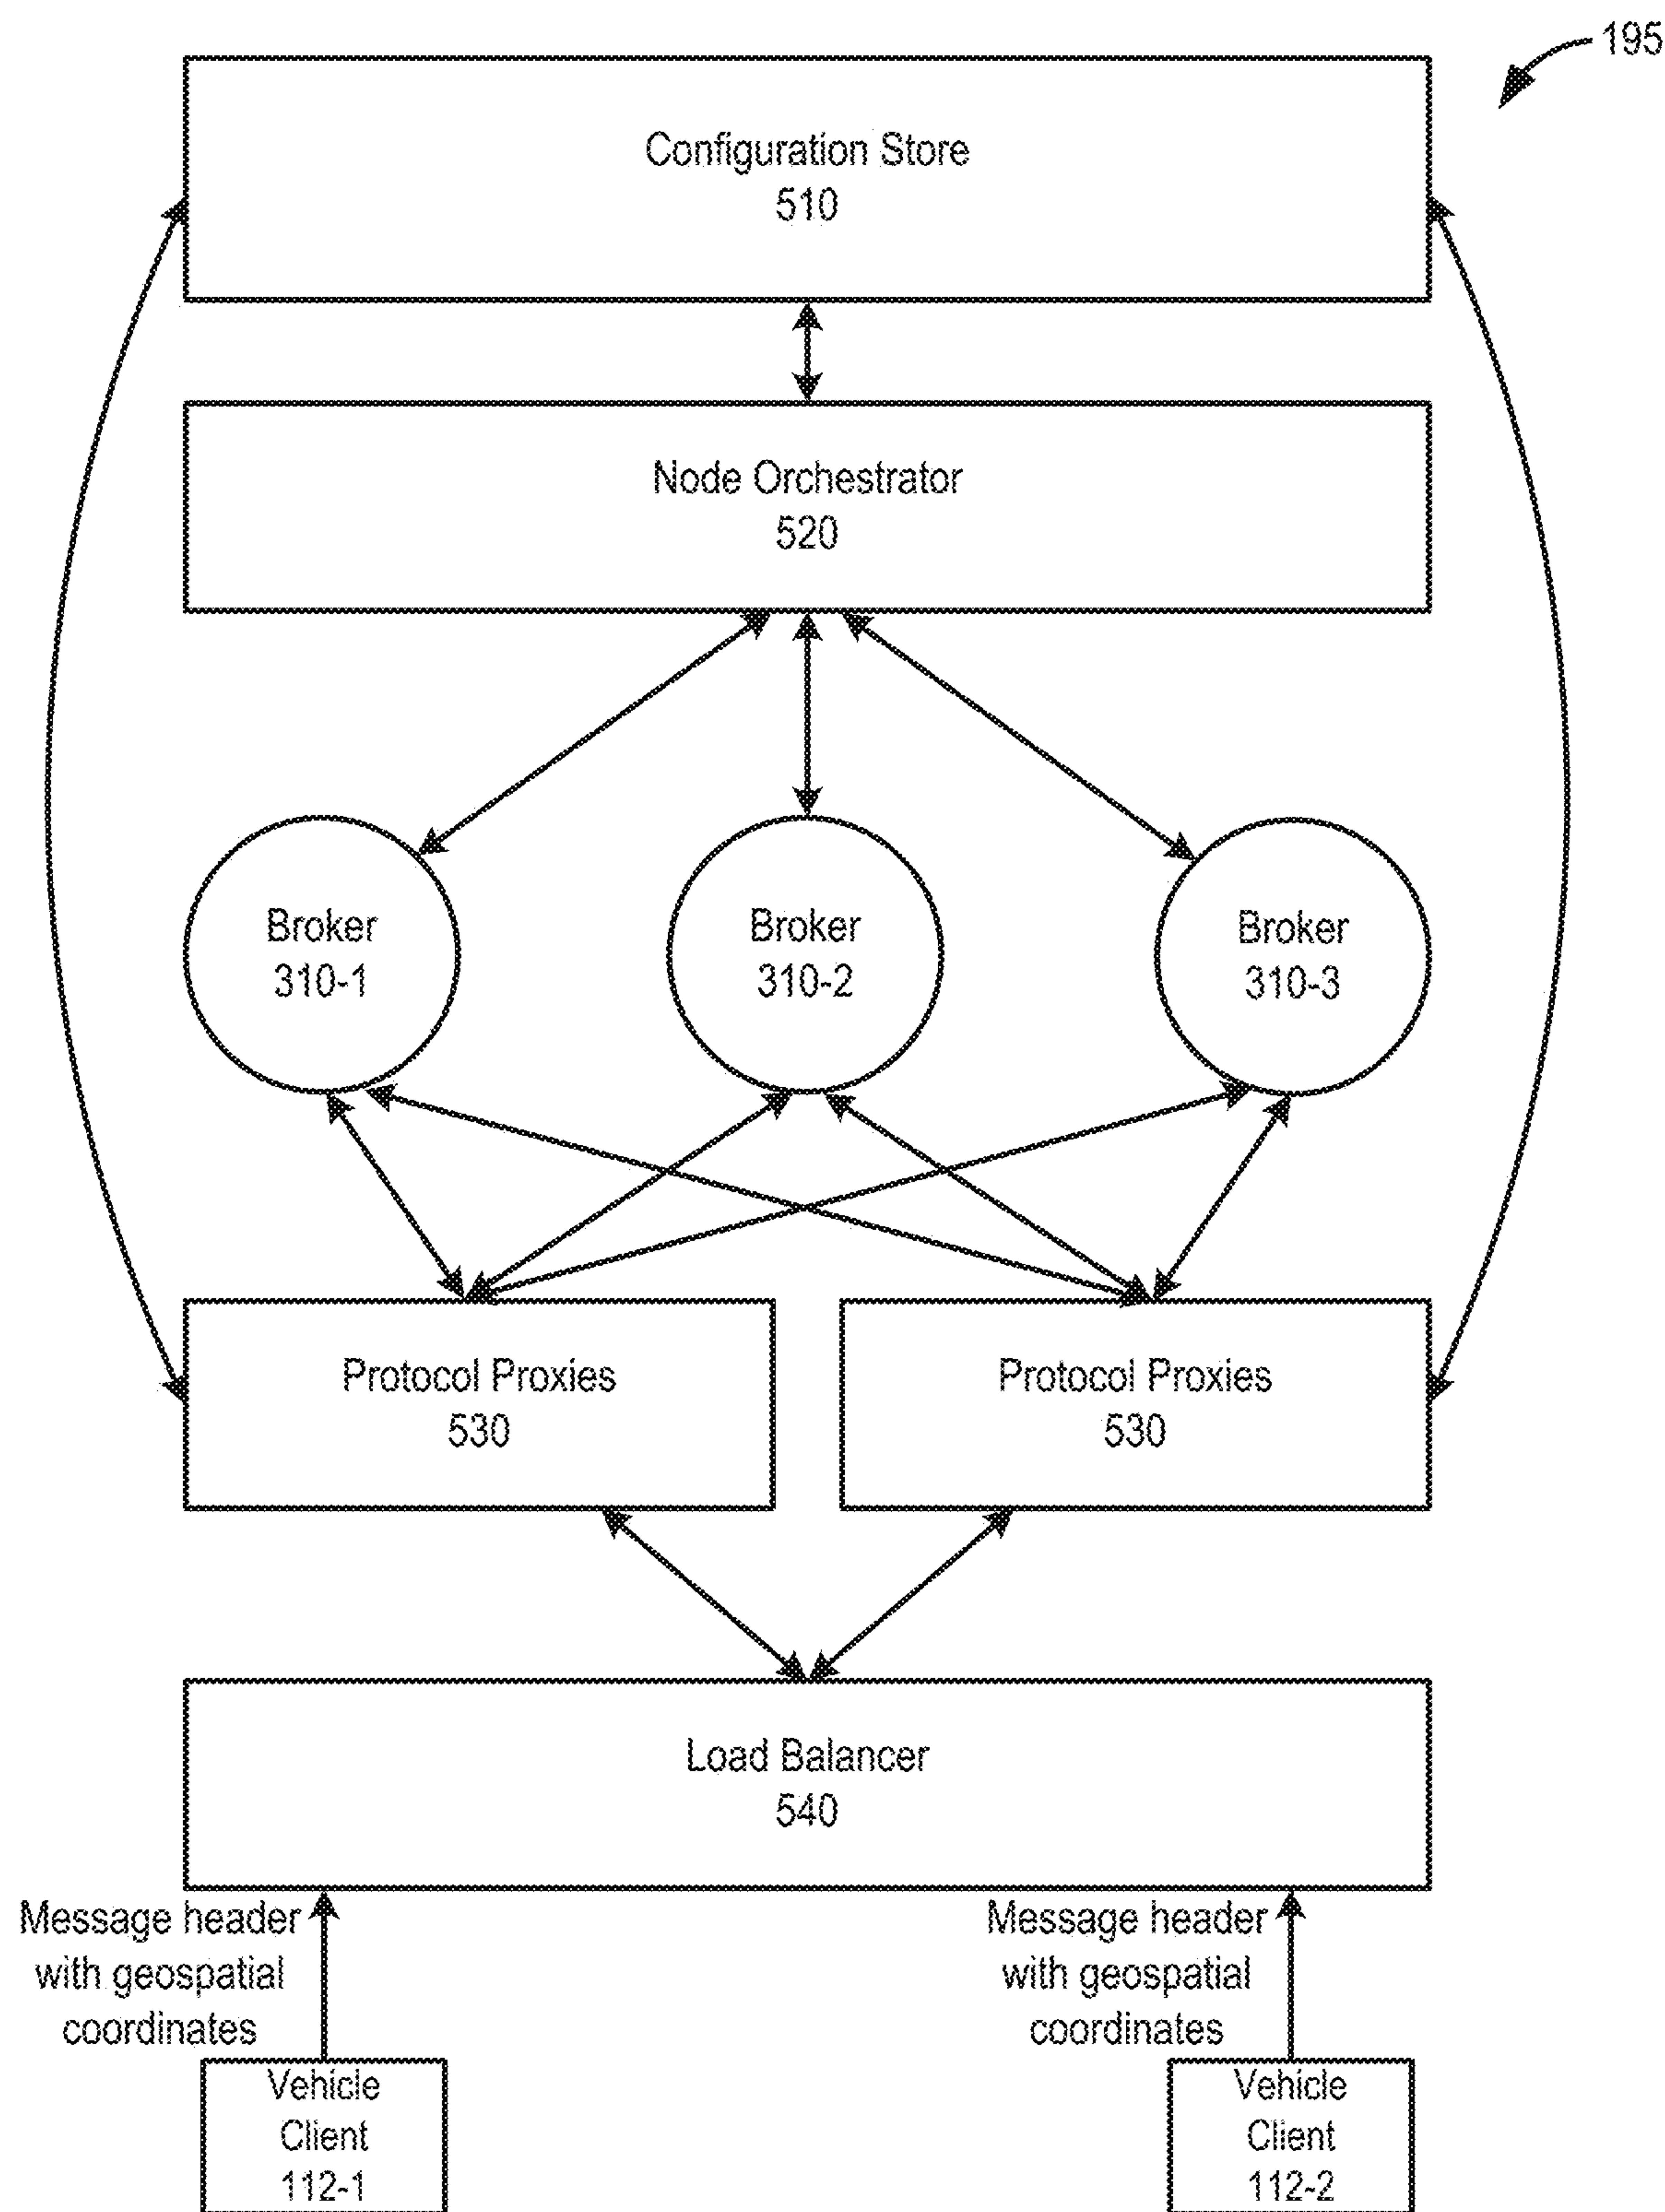 195
Configuration Store
510
Node Orchestrator
520
Broker
310-1
Broker
310-2
Broker
310-3
Protocol Proxies
530
Protocol Proxies
530
Load Balancer
540
Message header
with geospatial
coordinates
Message header
with geospatial
coordinates
Vehicle
Client
112-1
Vehicle
Client
112-2